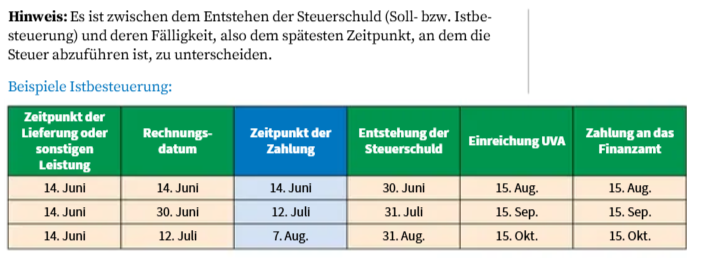 Hinweis: Es ist zwischen dem Entstehen der Steuerschuld (Soll- bzw. Istbe-
steuerung) und deren Fälligkeit, also dem spätesten Zeitpunkt, an dem die
Steuer abzuführen ist, zu unterscheiden.
Beispiele Istbesteuerung:
Zeitpunkt der Lieferung oder sonstigen Leistung | Rechnungs-datum | Zeitpunkt der Zahlung | Entstehung der Steuerschuld | Einreichung UVA | Zahlung an das Finanzamt
14. Juni | 14. Juni | 14. Juni | 30. Juni | 15. Aug. | 15. Aug.
14. Juni | 30. Juni | 12. Juli | 31. Juli | 15. Sep. | 15. Sep.
14. Juni | 12. Juli | 7. Aug. | 31. Aug. | 15. Okt. | 15. Okt.